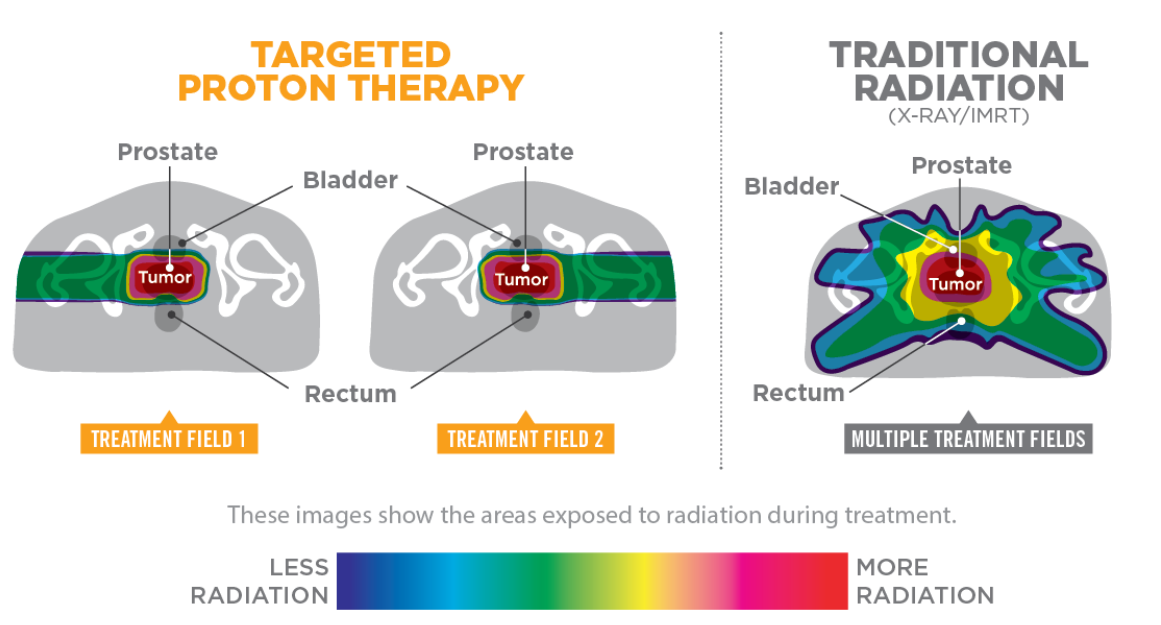 TARGETED
PROTON THERAPY
Prostate
Prostate
Bladder
Tumor
Tumor
Rectum
TREATMENT FIELD 1
TREATMENT FIELD 2
TRADITIONAL
RADIATION
(X-RAY/IMRT)
Prostate
Bladder
Tumor
Rectum
MULTIPLE TREATMENT FIELDS
These images show the areas exposed to radiation during treatment.
LESS
RADIATION
MORE
RADIATION